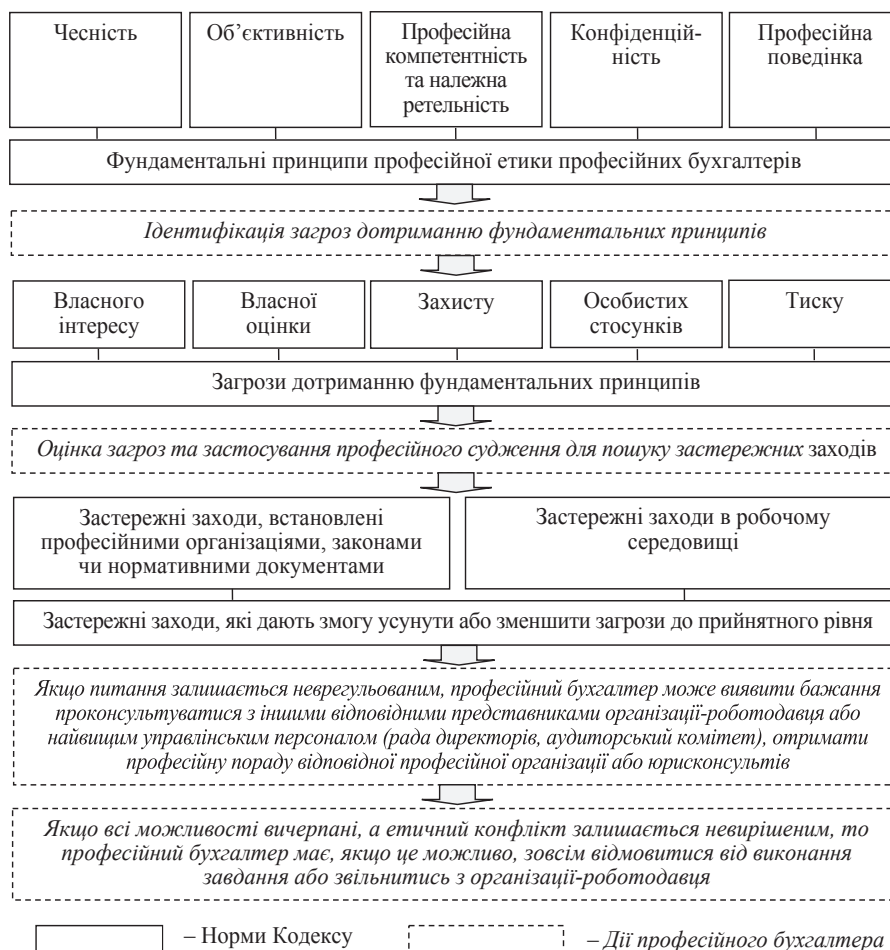 Чесність
Об’єктивність
Професійна
компетентність
та належна
ретельність
Конфіденцій-
ність
Професійна
поведінка
Фундаментальні принципи професійної етики професійних бухгалтерів
Ідентифікація загроз дотриманню фундаментальних принципів
Власного
інтересу
Власної
оцінки
Захисту
Особистих
стосунків
Тиску
Загрози дотриманню фундаментальних принципів
Оцінка загроз та застосування професійного судження для пошуку застережних заходів
Застережні заходи, встановлені
професійними організаціями, законами
чи нормативними документами
Застережні заходи в робочому
середовищі
Застережні заходи, які дають змогу усунути або зменшити загрози до прийнятного рівня
Якщо питання залишається неврегульованим, професійний бухгалтер може виявити бажання
проконсультуватися з іншими відповідними представниками організації-роботодавця або
найвищим управлінським персоналом (рада директорів, аудиторський комітет), отримати
професійну пораду відповідної професійної організації або юрисконсультів
Якщо всі можливості вичерпані, а етичний конфлікт залишається невирішеним, то
професійний бухгалтер має, якщо це можливо, зовсім відмовитися від виконання
завдання або звільнитись з організації-роботодавця
– Норми Кодексу
– Дії професійного бухгалтера